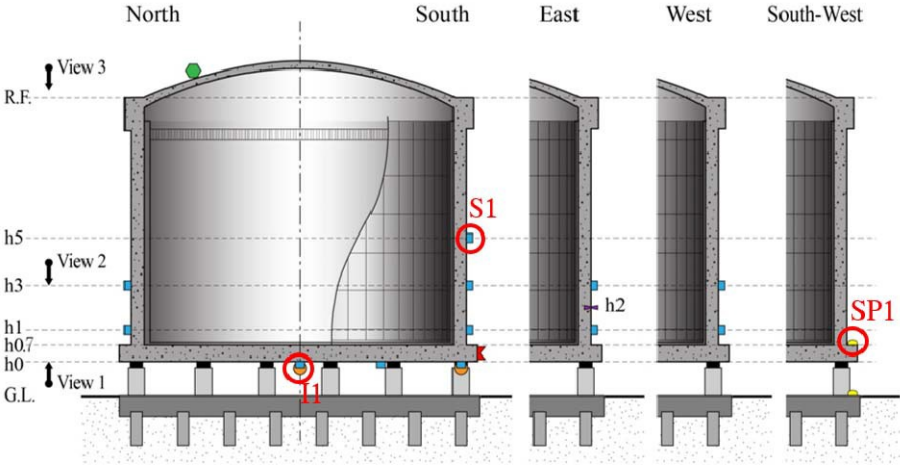 North South East West South-West
View 3
R.F.
S1
h5
View 2
h3
h2
h1
SP1
h0.7
h0
View 1
I1
G.L.